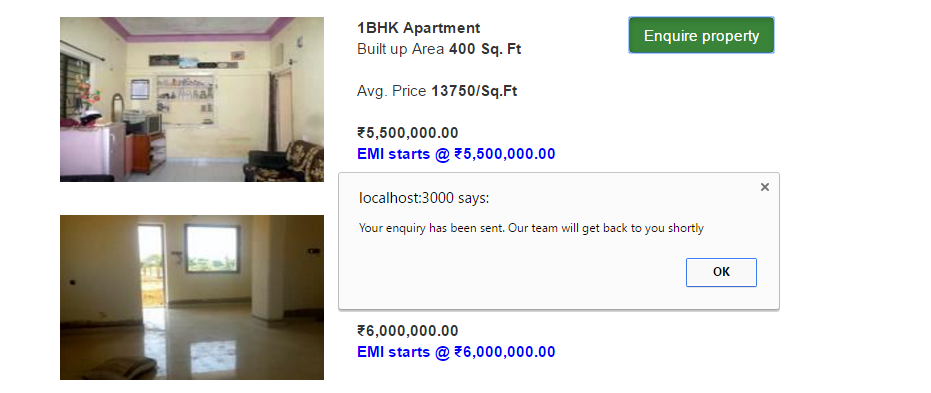 1BHK Apartment
Built up Area 400 Sq. Ft
Enquire property
Avg. Price 13750/Sq.Ft
₹5,500,000.00
EMI starts @ ₹5,500,000.00
localhost:3000 says:
×
Your enquiry has been sent. Our team will get back to you shortly
OK
₹6,000,000.00
EMI starts @ ₹6,000,000.00